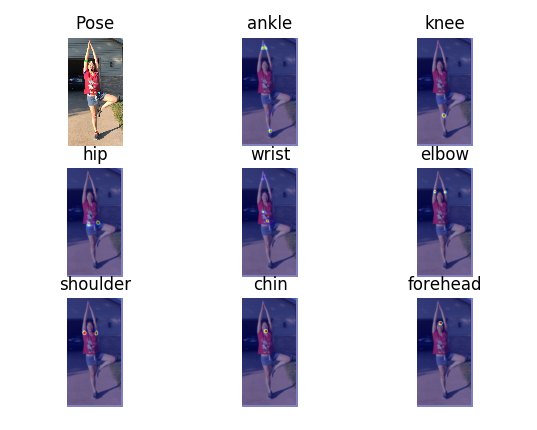 Pose ankle knee
hip wrist elbow
shoulder chin forehead